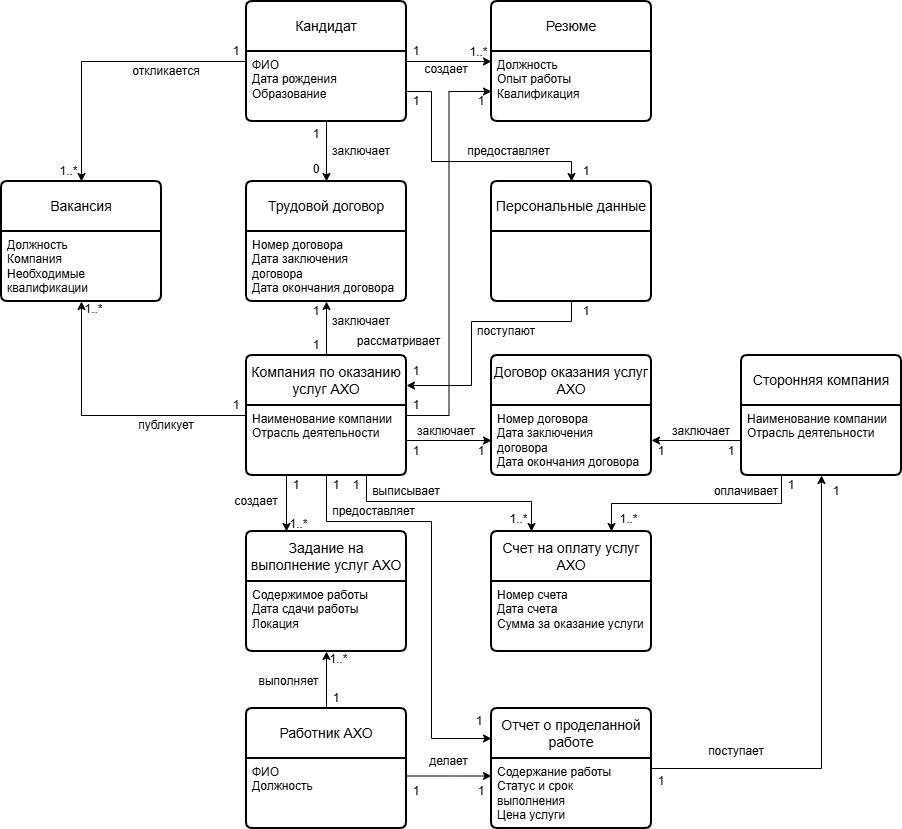 Кандидат
Резюме
1
1
1..*
откликается
создает
ФИО
Дата рождения
Образование
Должность
Опыт работы
Квалификация
1
1
1
заключает
предоставляет
0
1
1..*
Вакансия
Трудовой договор
Персональные данные
Должность
Компания
Необходимые
квалификации
Номер договора
Дата заключения
договора
Дата окончания договора
1..*
1
1
заключает
поступают
1
рассматривает
Компания по оказанию
услуг АХО
1
Договор оказания услуг
АХО
Сторонняя компания
1
1
публикует
Наименование компании
Отрасль деятельности
заключает
1
1
Номер договора
Дата заключения
договора
Дата окончания договора
заключает
1
1
Наименование компании
Отрасль деятельности
1
1
1
1
1
создает
выписывает
оплачивает
предоставляет
1..*
1..*
1..*
Задание на
выполнение услуг АХО
Счет на оплату услуг
АХО
Содержимое работы
Дата сдачи работы
Локация
Номер счета
Дата счета
Сумма за оказание услуги
1..*
выполняет
1
Работник АХО
1
Отчет о проделанной
работе
поступает
делает
ФИО
Должность
1
1
Содержание работы
Статус и срок
выполнения
Цена услуги
1